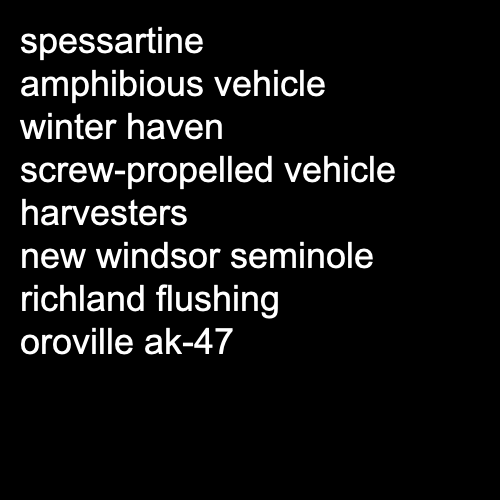 spessartine
amphibious vehicle
winter haven
screw-propelled vehicle
harvesters
new windsor seminole
richland flushing
oroville ak-47